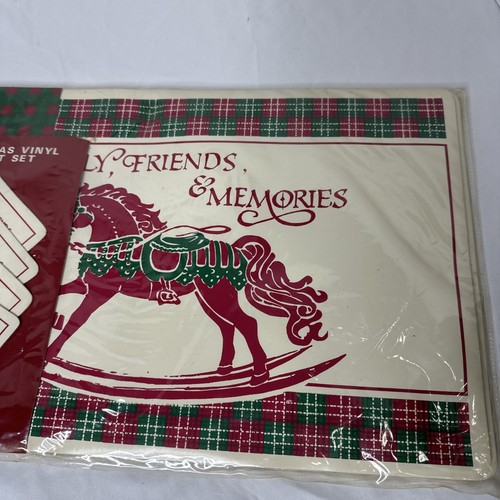 AS VINYL
T SET
LY, FRIENDS,
& MEMORIES